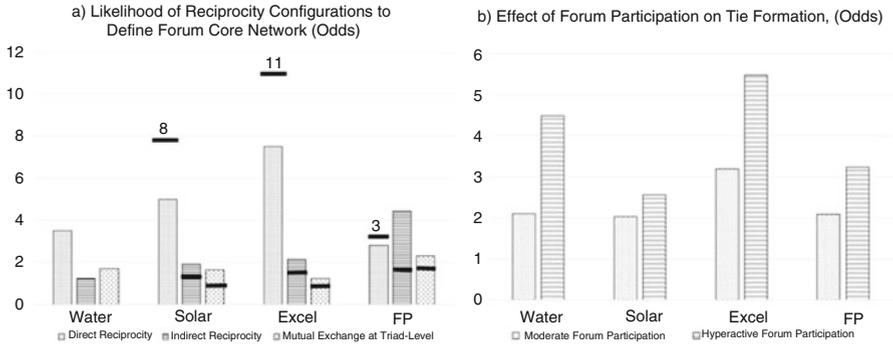 a) Likelihood of Reciprocity Configurations to
Define Forum Core Network (Odds)
12
10
8
6
4
2
0
8
11
3
Water Solar Excel FP
Direct Reciprocity Indirect Reciprocity Mutual Exchange at Triad-Level
b) Effect of Forum Participation on Tie Formation, (Odds)
6
5
4
3
2
1
0
Water Solar Excel FP
Moderate Forum Participation Hyperactive Forum Participation